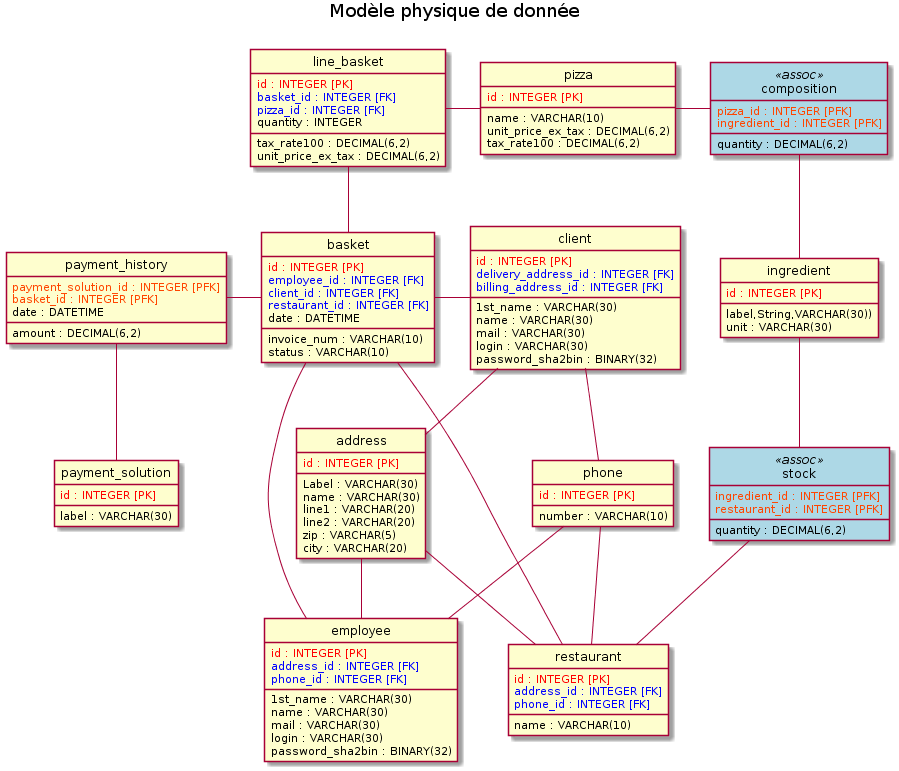 Modèle physique de donnée
line_basket
id : INTEGER [PK]
basket_id : INTEGER [FK]
pizza_id : INTEGER [FK]
quantity : INTEGER
tax_rate100 : DECIMAL(6,2)
unit_price_ex_tax : DECIMAL(6,2)
pizza
id : INTEGER [PK]
name : VARCHAR(10)
unit_price_ex_tax : DECIMAL(6,2)
tax_rate100 : DECIMAL(6,2)
«assoc»
composition
pizza_id : INTEGER [PFK]
ingredient_id : INTEGER [PFK]
quantity : DECIMAL(6,2)
payment_history
payment_solution_id : INTEGER [PFK]
basket_id : INTEGER [PFK]
date : DATETIME
amount : DECIMAL(6,2)
basket
id : INTEGER [PK]
employee_id : INTEGER [FK]
client_id : INTEGER [FK]
restaurant_id : INTEGER [FK]
date : DATETIME
invoice_num : VARCHAR(10)
status : VARCHAR(10)
client
id : INTEGER [PK]
delivery_address_id : INTEGER [FK]
billing_address_id : INTEGER [FK]
1st_name : VARCHAR(30)
name : VARCHAR(30)
mail : VARCHAR(30)
login : VARCHAR(30)
password_sha2bin : BINARY(32)
ingredient
id : INTEGER [PK]
label,String,VARCHAR(30))
unit : VARCHAR(30)
payment_solution
id : INTEGER [PK]
label : VARCHAR(30)
address
id : INTEGER [PK]
Label : VARCHAR(30)
name : VARCHAR(30)
line1 : VARCHAR(20)
line2 : VARCHAR(20)
zip : VARCHAR(5)
city : VARCHAR(20)
phone
id : INTEGER [PK]
number : VARCHAR(10)
«assoc»
stock
ingredient_id : INTEGER [PFK]
restaurant_id : INTEGER [PFK]
quantity : DECIMAL(6,2)
employee
id : INTEGER [PK]
address_id : INTEGER [FK]
phone_id : INTEGER [FK]
1st_name : VARCHAR(30)
name : VARCHAR(30)
mail : VARCHAR(30)
login : VARCHAR(30)
password_sha2bin : BINARY(32)
restaurant
id : INTEGER [PK]
address_id : INTEGER [FK]
phone_id : INTEGER [FK]
name : VARCHAR(10)